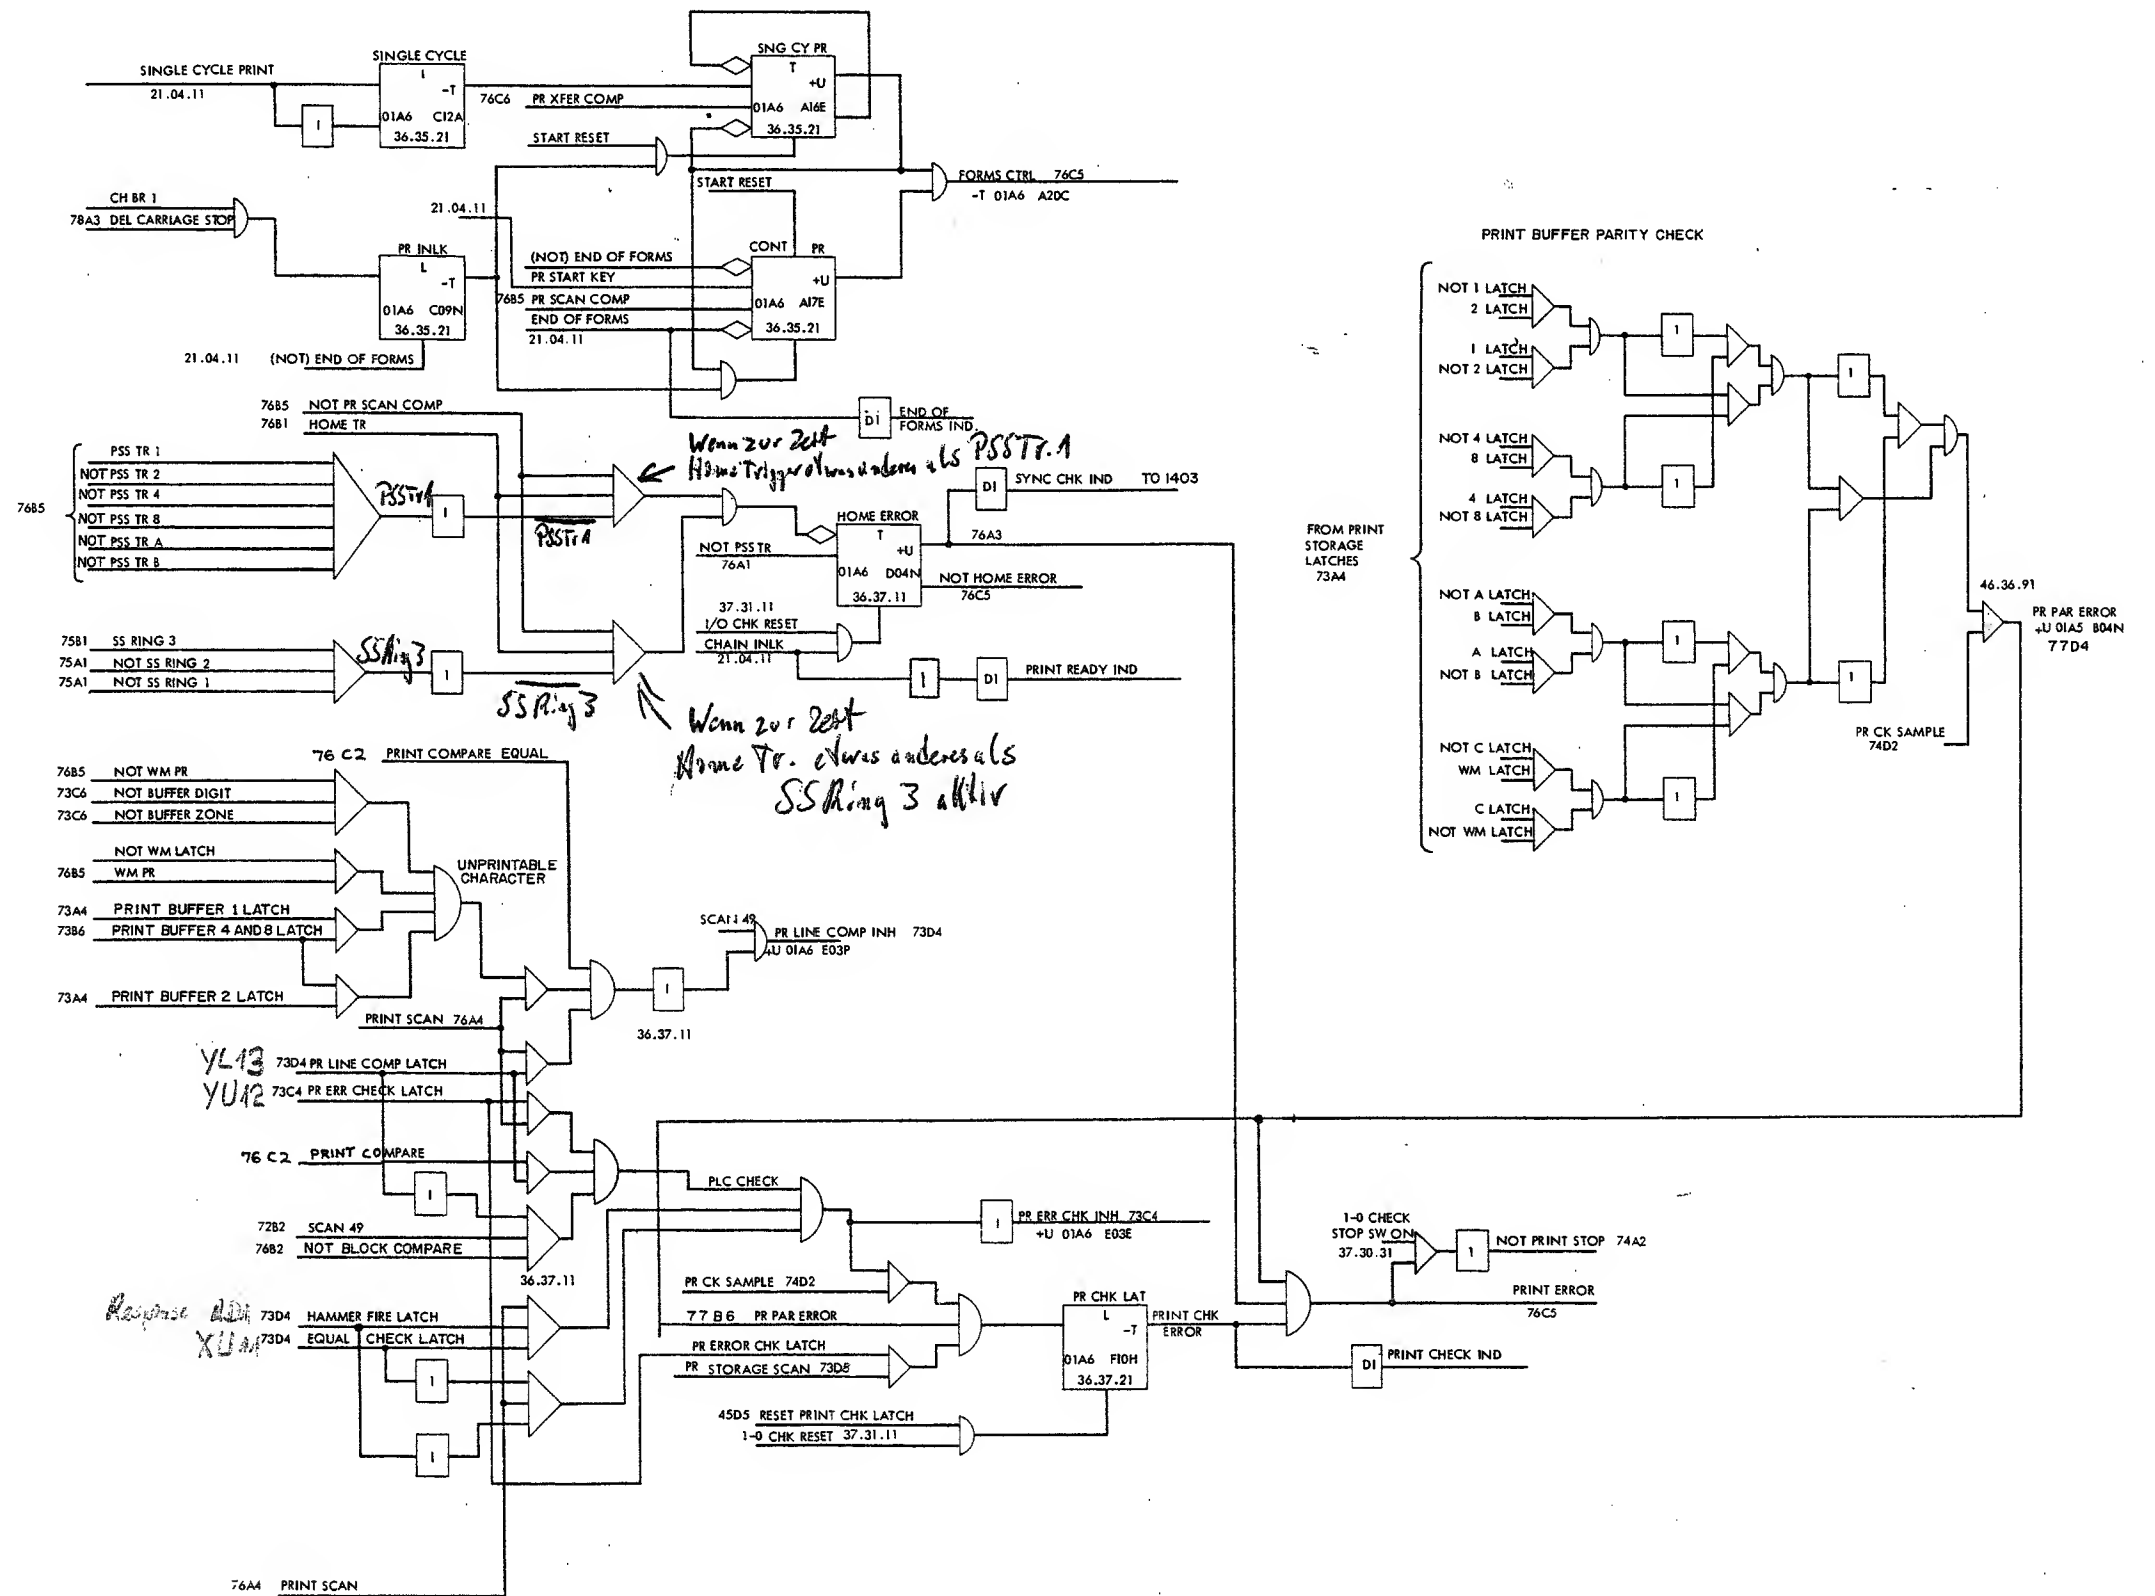 SINGLE CYCLE PRINT
21.04.11
I
SINGLE CYCLE
L
-T
01A6 C12A
36.35.21
76C6 PR XFER COMP
SNG CY PR
T
+U
01A6 A16E
36.35.21
START RESET
START RESET
FORMS CTRL 76C5
-T 01A6 A20C
CH BR 1
78A3 DEL CARRIAGE STOP
PR INLK
L
-T
01A6 C09N
36.35.21
21.04.11 (NOT) END OF FORMS
21.04.11
(NOT) END OF FORMS
PR START KEY
76B5 PR SCAN COMP
END OF FORMS
21.04.11
CONT PR
+U
01A6 A17E
36.35.21
DI
END OF
FORMS IND.
76B5 NOT PR SCAN COMP
76B1 HOME TR
PSS TR 1
NOT PSS TR 2
NOT PSS TR 4
76B5
NOT PSS TR 8
NOT PSS TR A
NOT PSS TR B
PSSTr1
I
PSSTr1
Wenn zur Zeit
Home Trigger etwas anderes als PSSTr.1
DI
SYNC CHK IND TO 1403
HOME ERROR
T
+U
01A6 D04N
36.37.11
76A3
NOT PSS TR
76A1
NOT HOME ERROR
76C5
37.31.11
I/O CHK RESET
CHAIN INLK
21.04.11
I
DI
PRINT READY IND
75B1 SS RING 3
75A1 NOT SS RING 2
75A1 NOT SS RING 1
SSRing 3
I
SSRing 3
Wenn zur Zeit
Home Tr. etwas anderes als
SSRing 3 aktiv
PRINT BUFFER PARITY CHECK
NOT 1 LATCH
2 LATCH
1 LATCH
NOT 2 LATCH
NOT 4 LATCH
8 LATCH
4 LATCH
NOT 8 LATCH
FROM PRINT
STORAGE
LATCHES
73A4
NOT A LATCH
B LATCH
A LATCH
NOT B LATCH
NOT C LATCH
WM LATCH
C LATCH
NOT WM LATCH
I
I
I
I
I
I
46.36.91
PR PAR ERROR
+U 01A5 B04N
77D4
PR CK SAMPLE
74D2
76 C2 PRINT COMPARE EQUAL
76B5 NOT WM PR
73C6 NOT BUFFER DIGIT
73C6 NOT BUFFER ZONE
NOT WM LATCH
76B5 WM PR
73A4 PRINT BUFFER 1 LATCH
73B6 PRINT BUFFER 4 AND 8 LATCH
73A4 PRINT BUFFER 2 LATCH
UNPRINTABLE
CHARACTER
PRINT SCAN 76A4
I
36.37.11
SCAN 49
PR LINE COMP INH 73D4
+U 01A6 E03P
YL13 73D4 PR LINE COMP LATCH
YU12 73C4 PR ERR CHECK LATCH
76 C2 PRINT COMPARE
I
72B2 SCAN 49
76B2 NOT BLOCK COMPARE
36.37.11
PLC CHECK
I
PR ERR CHK INH 73C4
+U 01A6 E03E
Response 73D4 HAMMER FIRE LATCH
73D4 EQUAL CHECK LATCH
I
I
PR CK SAMPLE 74D2
77B6 PR PAR ERROR
PR ERROR CHK LATCH
PR STORAGE SCAN 73D8
PR CHK LAT
L
-T
01A6 F10H
36.37.21
PRINT CHK
ERROR
45D5 RESET PRINT CHK LATCH
1-0 CHK RESET 37.31.11
1-0 CHECK
STOP SW ON
37.30.31
I
NOT PRINT STOP 74A2
PRINT ERROR
76C5
DI
PRINT CHECK IND
76A4 PRINT SCAN